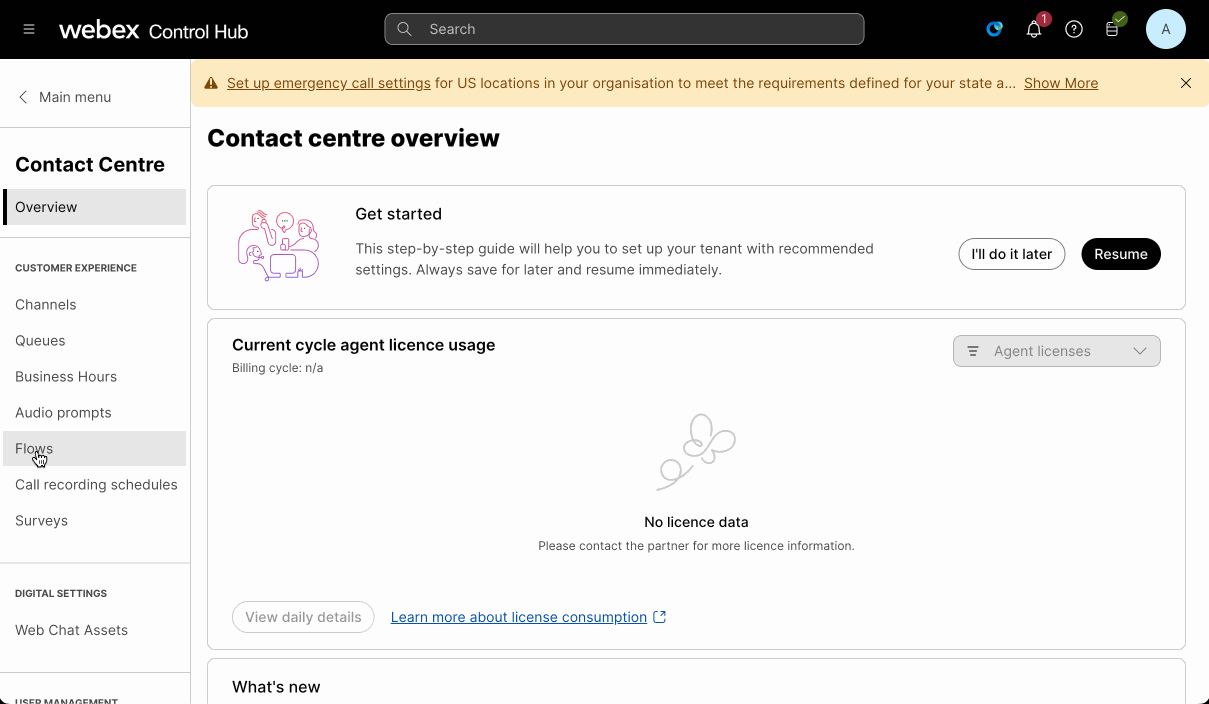 webex Control Hub
Search
1
A
Main menu
Set up emergency call settings for US locations in your organisation to meet the requirements defined for your state a... Show More
Contact Centre
Contact centre overview
Overview
Get started
This step-by-step guide will help you to set up your tenant with recommended
settings. Always save for later and resume immediately.
I'll do it later
Resume
CUSTOMER EXPERIENCE
Channels
Queues
Business Hours
Audio prompts
Flows
Call recording schedules
Surveys
Current cycle agent licence usage
Billing cycle: n/a
Agent licenses
No licence data
Please contact the partner for more licence information.
View daily details
Learn more about license consumption
DIGITAL SETTINGS
Web Chat Assets
USER MANAGEMENT
What's new